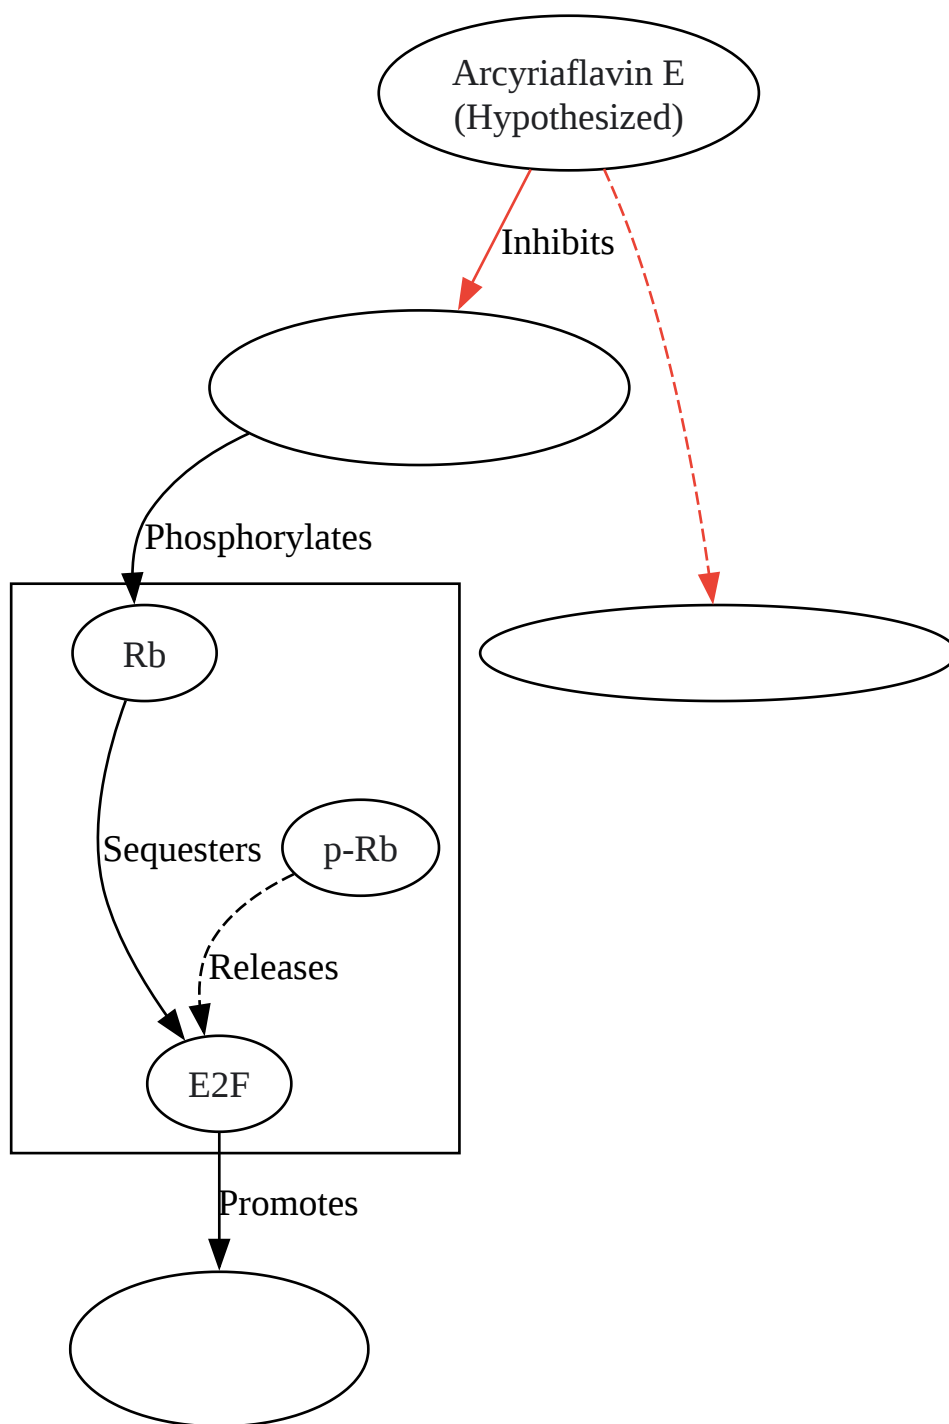 Arcyriaflavin E
(Hypothesized)
Inhibits
Phosphorylates
Rb
Sequesters
p-Rb
Releases
E2F
Promotes